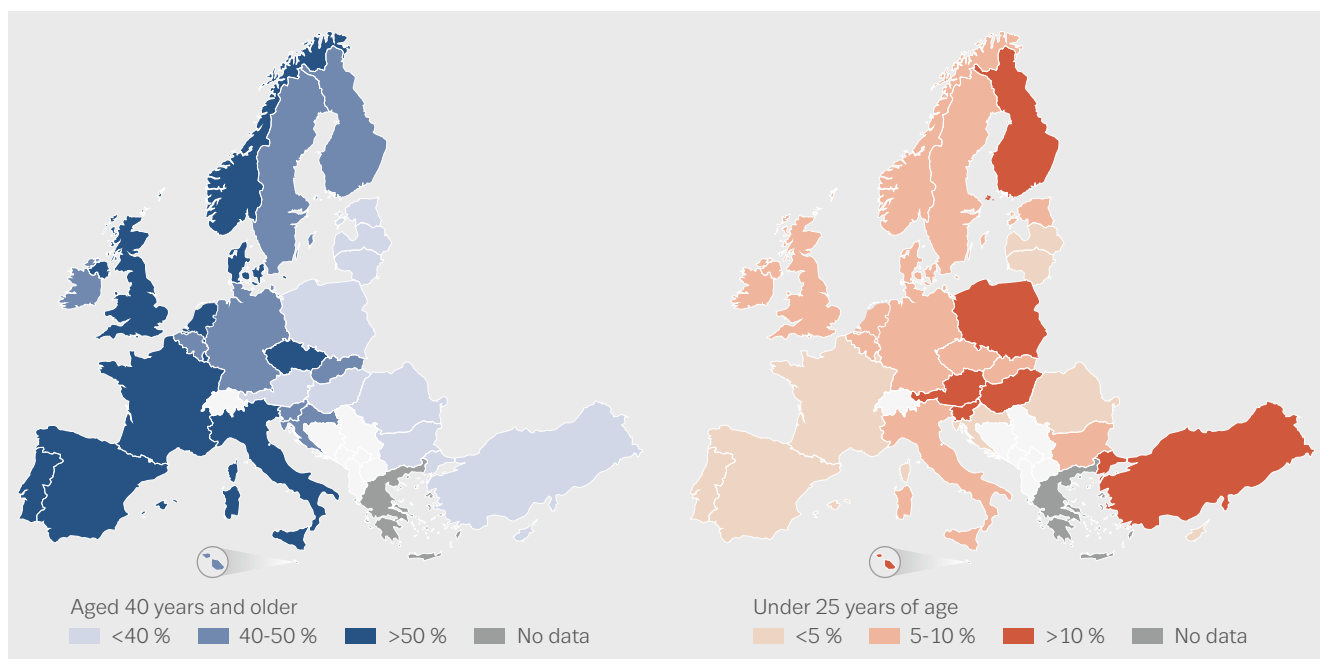 Aged 40 years and older
<40 % 40-50 % >50 % No data
Under 25 years of age
<5 % 5-10 % >10 % No data